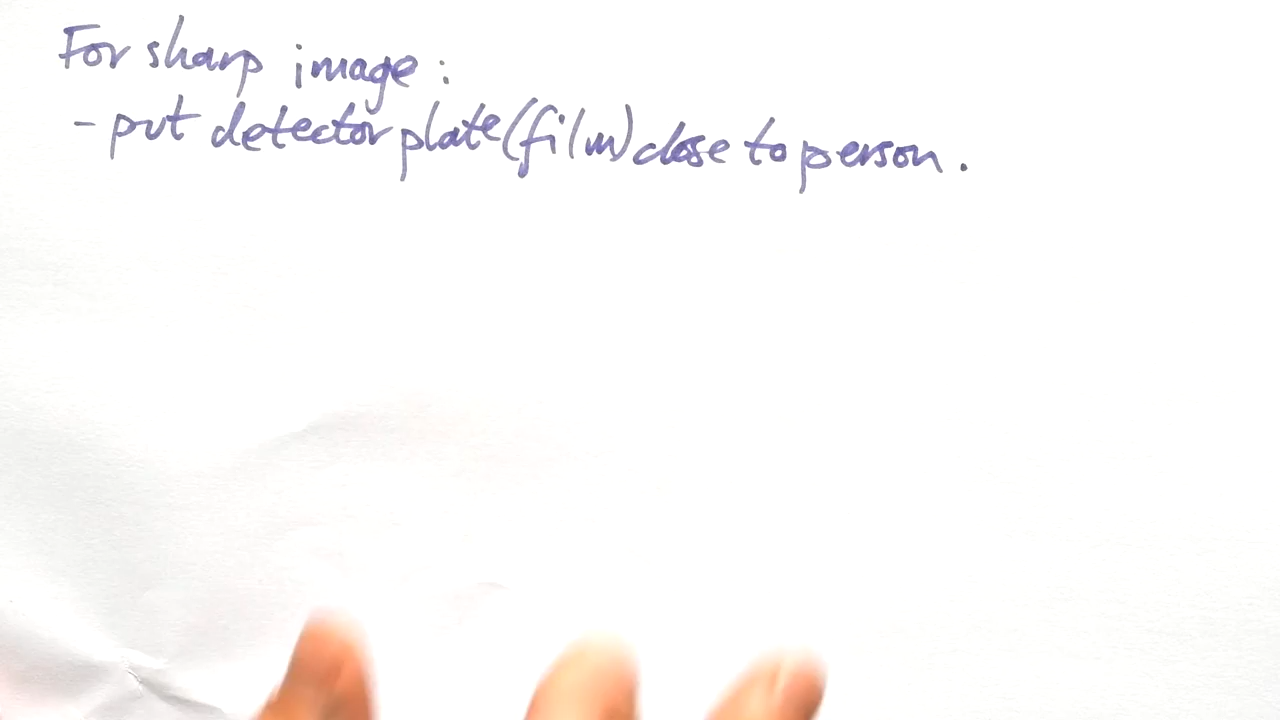 For sharp image :
- put detector plate (film) close to person .